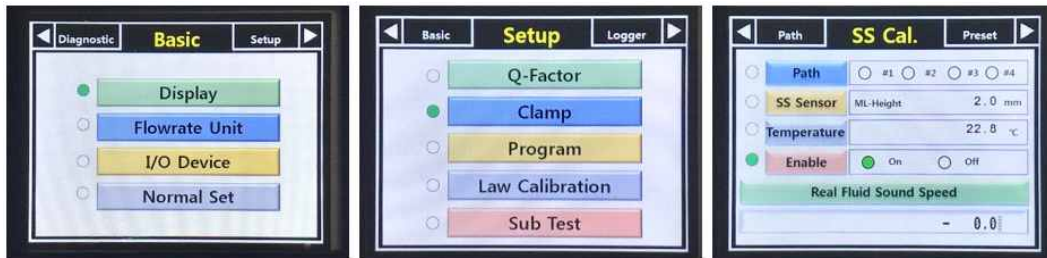 Diagnostic Basic Setup
Display
Flowrate Unit
I/O Device
Normal Set
Basic Setup Logger
Q-Factor
Clamp
Program
Law Calibration
Sub Test
Path SS Cal. Preset
Path #1 #2 #3 #4
SS Sensor ML-Height 2.0 mm
Temperature 22.8 ℃
Enable On Off
Real Fluid Sound Speed
- 0.0